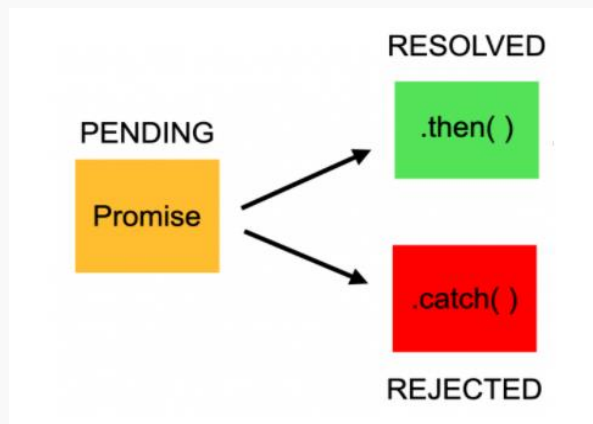 PENDING
Promise
RESOLVED
.then( )
.catch( )
REJECTED